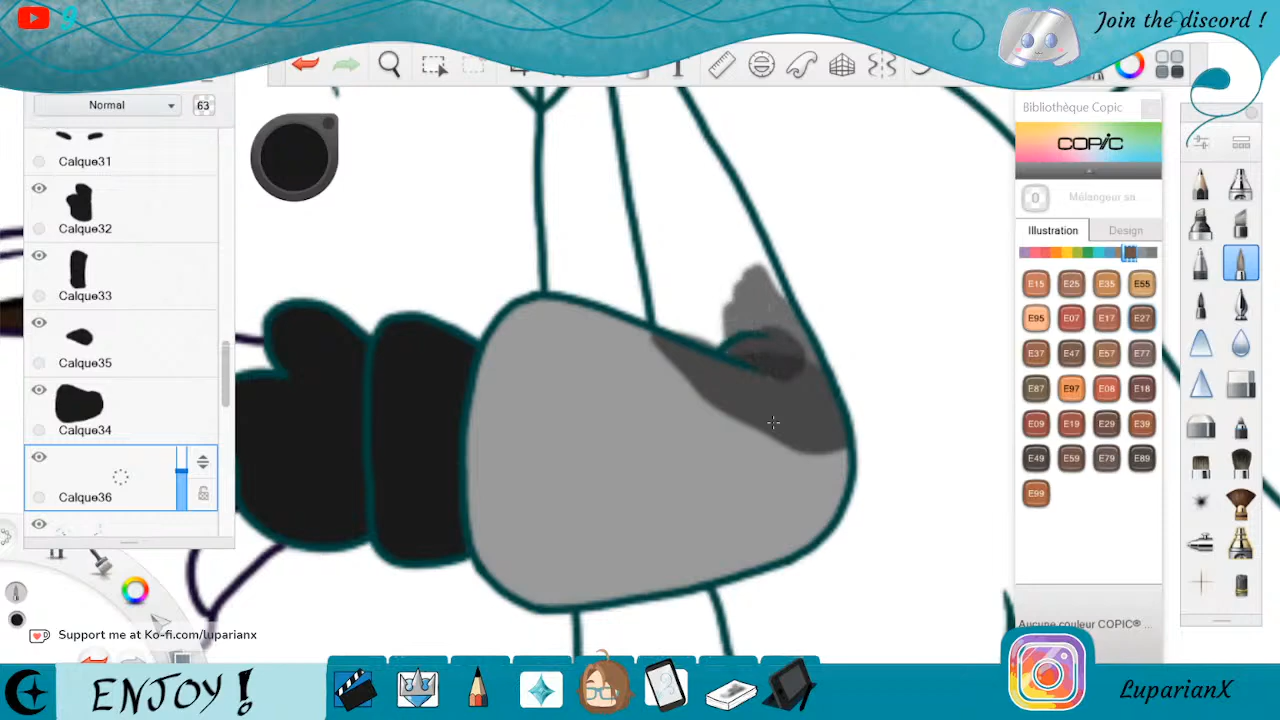 Join the discord !
Normal
63
Calque31
Calque32
Calque33
Calque35
Calque34
Calque36
Bibliothèque Copic
COPIC
0
Mélangeur sa...
Illustration
Design
E15 E25 E35 E55
E95 E07 E17 E27
E37 E47 E57 E77
E87 E97 E08 E18
E09 E19 E29 E39
E49 E59 E79 E89
E99
Aucune couleur COPIC® ...
Support me at Ko-fi.com/luparianx
ENJOY !
LuparianX